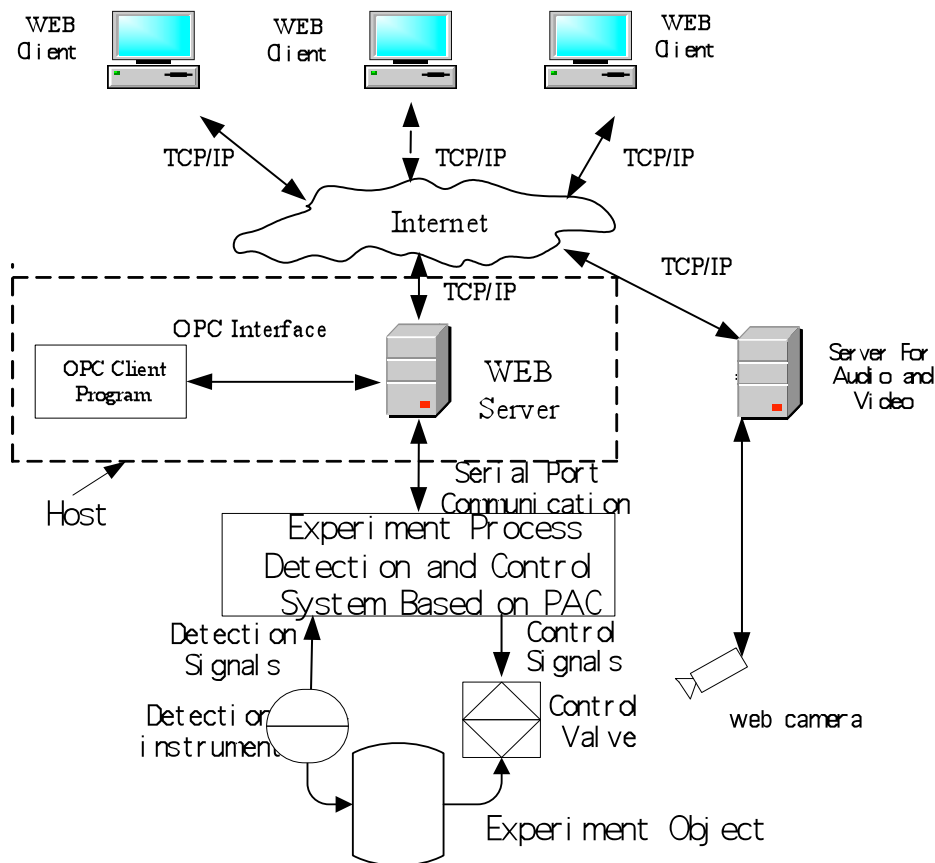 WEB
Client
WEB
Client
WEB
Client
TCP/IP
TCP/IP
TCP/IP
Internet
TCP/IP
TCP/IP
OPC Interface
OPC Client
Program
WEB
Server
Server For
Audio and
Video
Host
Serial Port
Communication
Experiment Process
Detection and Control
System Based on PAC
Detection
Signals
Control
Signals
Detection
instrument
Control
Valve
web camera
Experiment Object